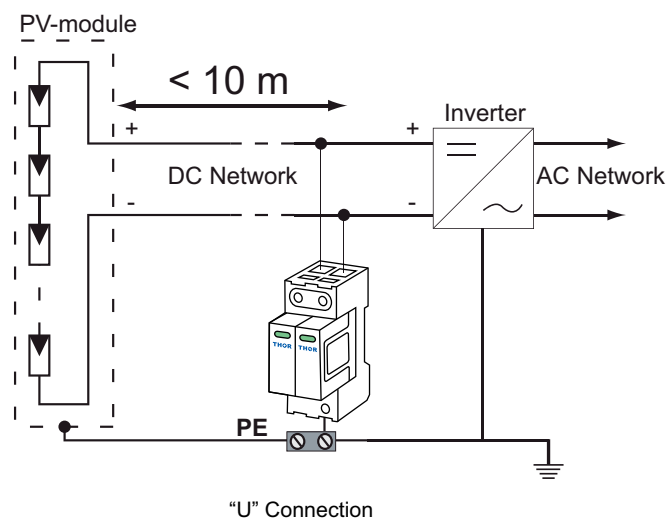 PV-module
< 10 m
Inverter
+
+
DC Network
AC Network
-
-
THOR
THOR
PE
“U” Connection